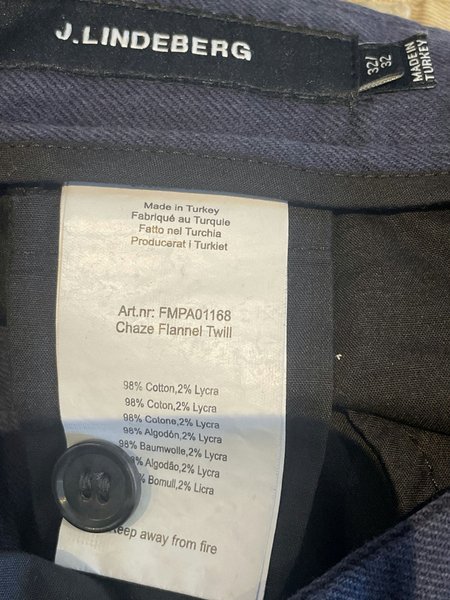 J.LINDEBERG
32/
32
MADE IN
TURKEY
Made in Turkey
Fabriqué au Turquie
Fatto nel Turchia
Producerat i Turkiet
Art.nr: FMPA01168
Chaze Flannel Twill
98% Cotton,2% Lycra
98% Coton,2% Lycra
98% Cotone,2% Lycra
98% Algodón,2% Lycra
98% Baumwolle,2% Lycra
% Algodão,2% Lycra
% Bomull,2% Licra
eep away from fire